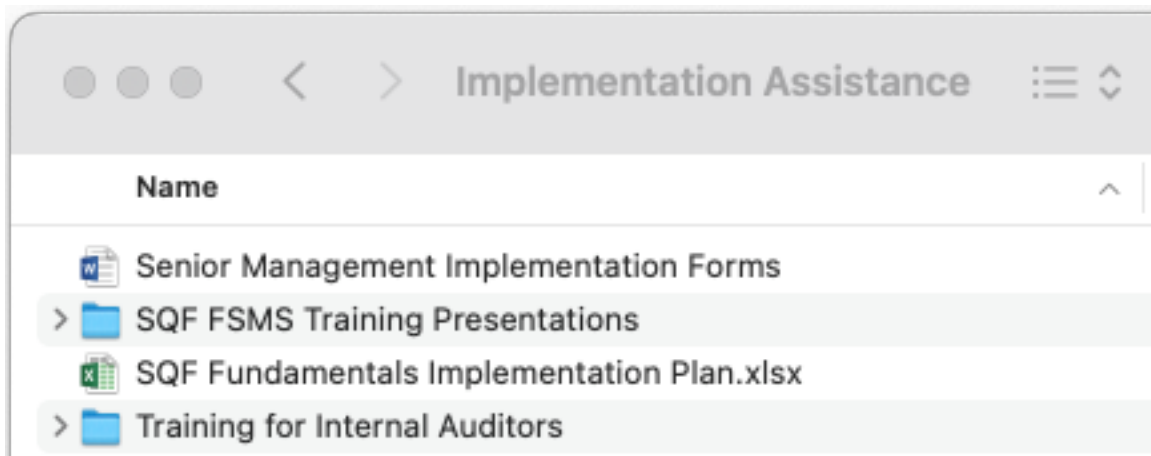 Implementation Assistance
Name
Senior Management Implementation Forms
SQF FSMS Training Presentations
SQF Fundamentals Implementation Plan.xlsx
Training for Internal Auditors